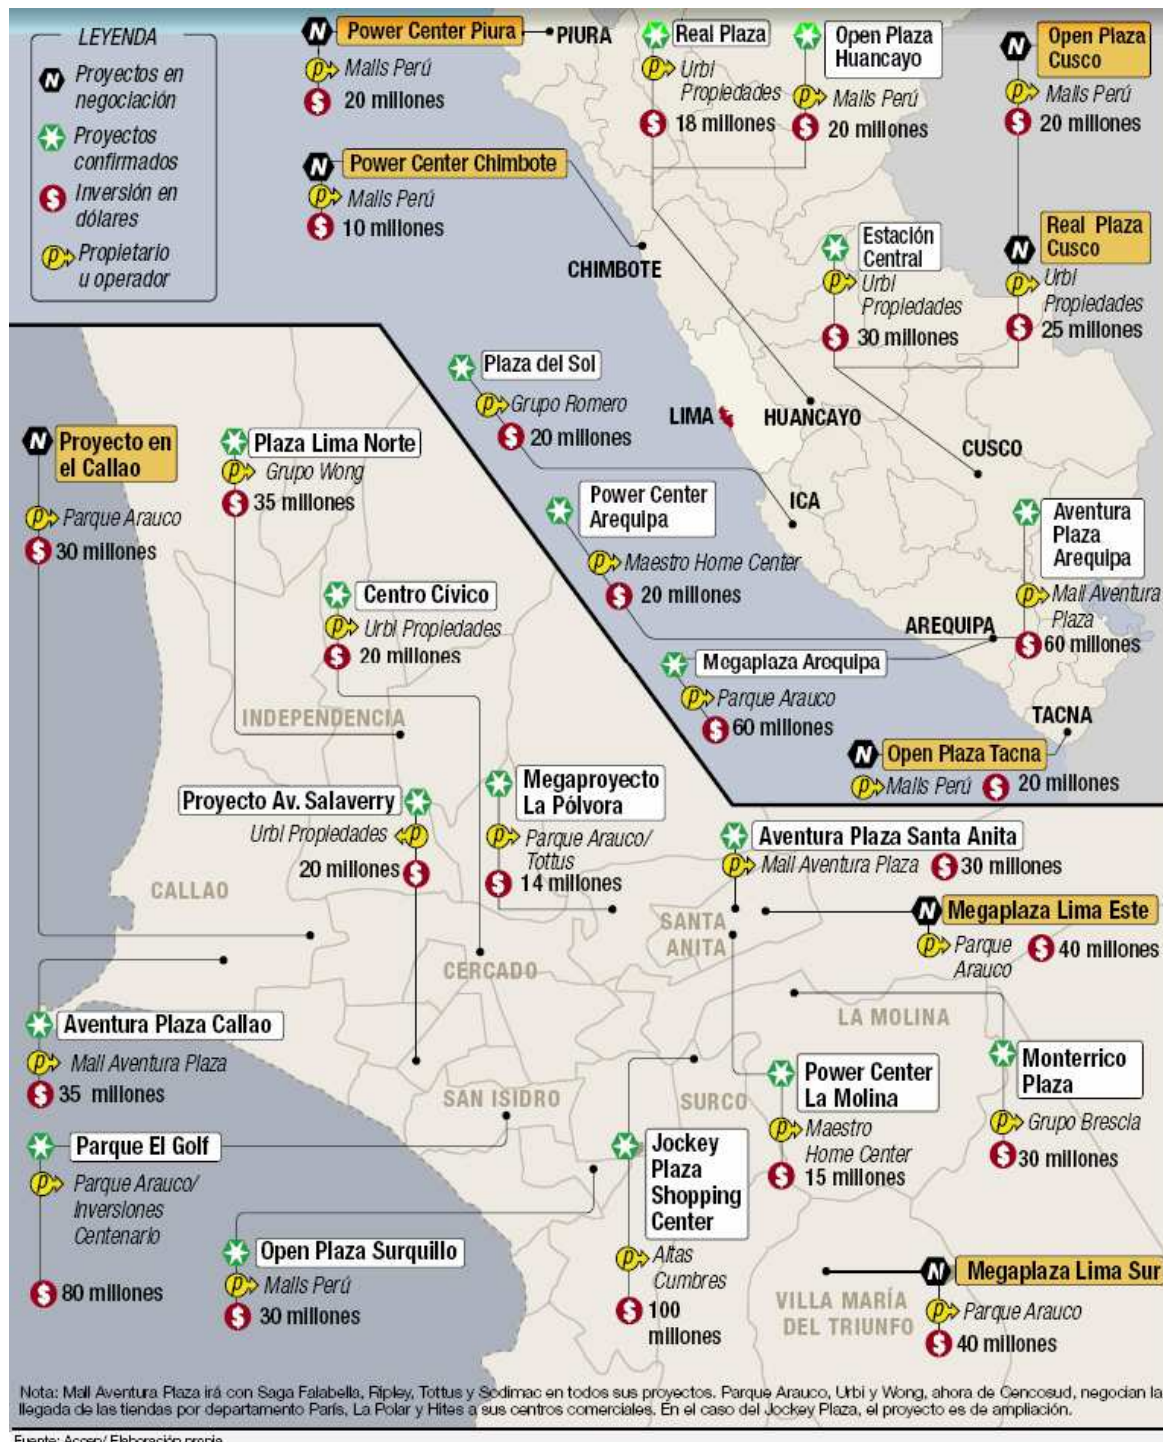 LEYENDA
N Proyectos en
negociación
Proyectos
confirmados
$ Inversión en
dólares
P Propietario
u operador
N Power Center Piura
PIURA
P Malls Perú
$ 20 millones
Real Plaza
P Urbi
Propiedades
$ 18 millones
Open Plaza
Huancayo
P Malls Perú
$ 20 millones
N Open Plaza
Cusco
P Malls Perú
$ 20 millones
N Power Center Chimbote
P Malls Perú
$ 10 millones
CHIMBOTE
Estación
Central
P Urbi
Propiedades
$ 30 millones
N Real Plaza
Cusco
P Urbi
Propiedades
$ 25 millones
Plaza del Sol
P Grupo Romero
$ 20 millones
LIMA
HUANCAYO
CUSCO
ICA
Power Center
Arequipa
P Maestro Home Center
$ 20 millones
Aventura
Plaza
Arequipa
P Mall Aventura
Plaza
$ 60 millones
AREQUIPA
Megaplaza Arequipa
P Parque Arauco
$ 60 millones
TACNA
N Open Plaza Tacna
P Malls Perú $ 20 millones
N Proyecto en
el Callao
P Parque Arauco
$ 30 millones
Plaza Lima Norte
P Grupo Wong
$ 35 millones
Centro Cívico
P Urbi Propiedades
$ 20 millones
INDEPENDENCIA
Proyecto Av. Salaverry
Urbi Propiedades P
20 millones $
Megaproyecto
La Pólvora
P Parque Arauco/
Tottus
$ 14 millones
Aventura Plaza Santa Anita
P Mall Aventura Plaza $ 30 millones
CALLAO
SANTA
ANITA
N Megaplaza Lima Este
P Parque
Arauco
$ 40 millones
CERCADO
LA MOLINA
Aventura Plaza Callao
P Mall Aventura Plaza
$ 35 millones
SAN ISIDRO
SURCO
Power Center
La Molina
P Maestro
Home Center
$ 15 millones
Monterrico
Plaza
P Grupo Brescia
$ 30 millones
Parque El Golf
P Parque Arauco/
Inversiones
Centenario
$ 80 millones
Open Plaza Surquillo
P Malls Perú
$ 30 millones
Jockey
Plaza
Shopping
Center
P Altas
Cumbres
$ 100
millones
VILLA MARÍA
DEL TRIUNFO
N Megaplaza Lima Sur
P Parque Arauco
$ 40 millones
Nota: Mall Aventura Plaza irá con Saga Falabella, Ripley, Tottus y Sodimac en todos sus proyectos. Parque Arauco, Urbi y Wong, ahora de Cencosud, negocian la
llegada de las tiendas por departamento París, La Polar y Hites a sus centros comerciales. En el caso del Jockey Plaza, el proyecto es de ampliación.
Fuente: Accep/ Elaboración propia